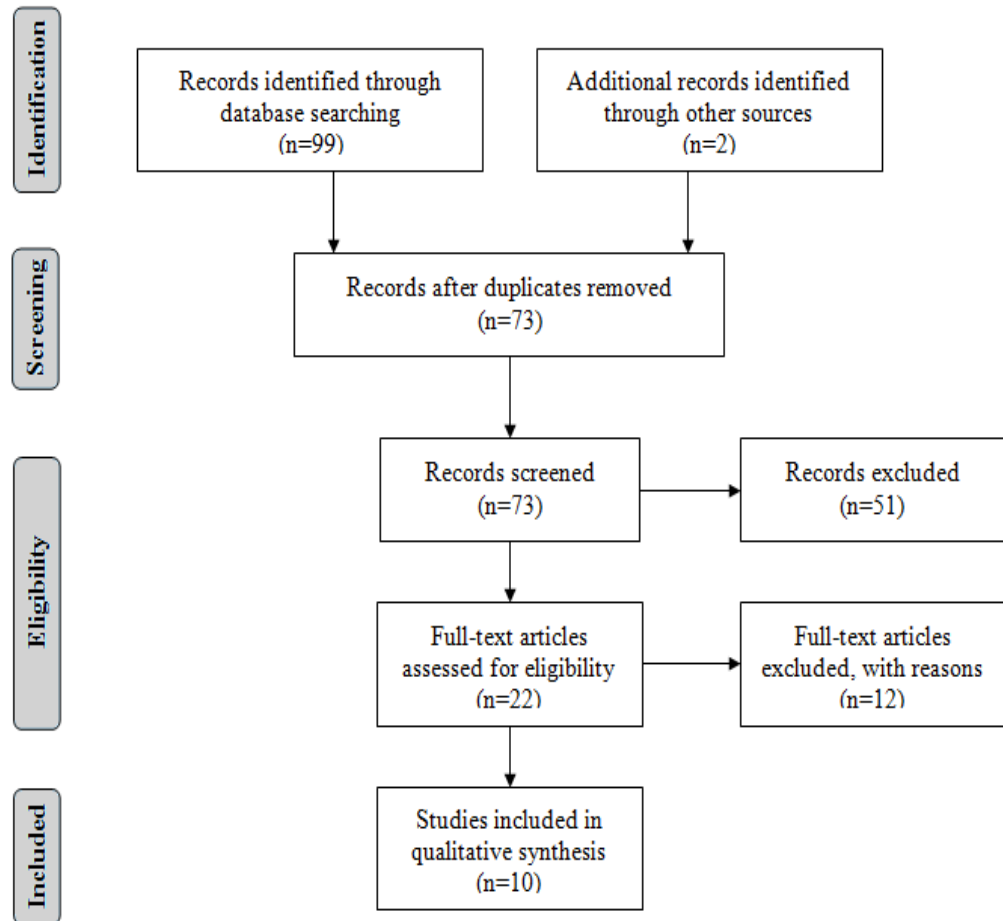 Identification
Records identified through
database searching
(n=99)
Additional records identified
through other sources
(n=2)
Screening
Records after duplicates removed
(n=73)
Eligibility
Records screened
(n=73)
Records excluded
(n=51)
Full-text articles
assessed for eligibility
(n=22)
Full-text articles
excluded, with reasons
(n=12)
Included
Studies included in
qualitative synthesis
(n=10)